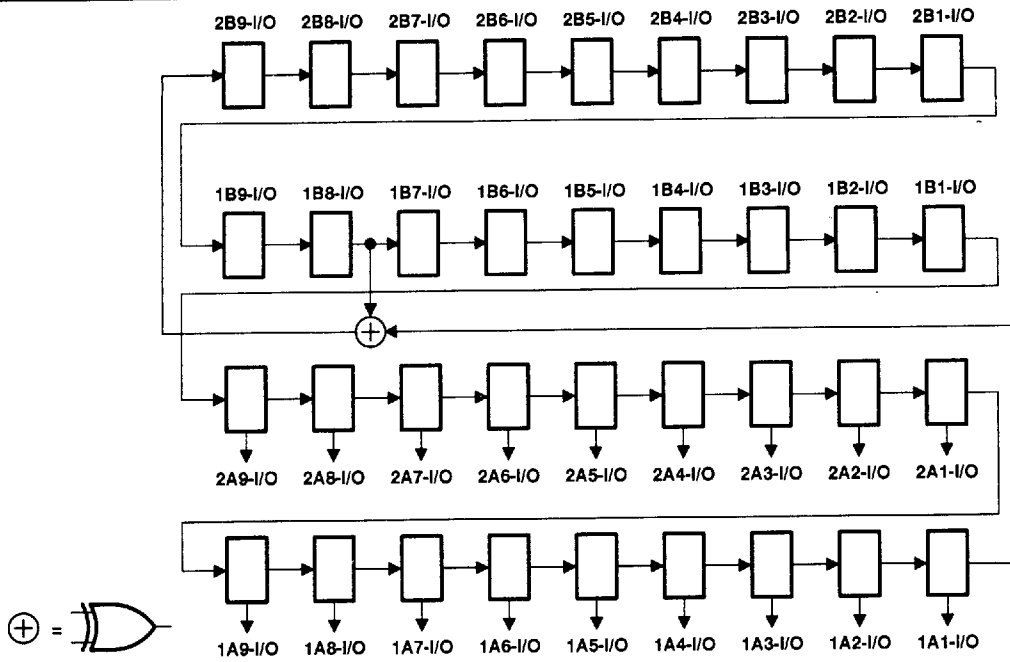 2B9-I/O 2B8-I/O 2B7-I/O 2B6-I/O 2B5-I/O 2B4-I/O 2B3-I/O 2B2-I/O 2B1-I/O
1B9-I/O 1B8-I/O 1B7-I/O 1B6-I/O 1B5-I/O 1B4-I/O 1B3-I/O 1B2-I/O 1B1-I/O
2A9-I/O 2A8-I/O 2A7-I/O 2A6-I/O 2A5-I/O 2A4-I/O 2A3-I/O 2A2-I/O 2A1-I/O
=
1A9-I/O 1A8-I/O 1A7-I/O 1A6-I/O 1A5-I/O 1A4-I/O 1A3-I/O 1A2-I/O 1A1-I/O